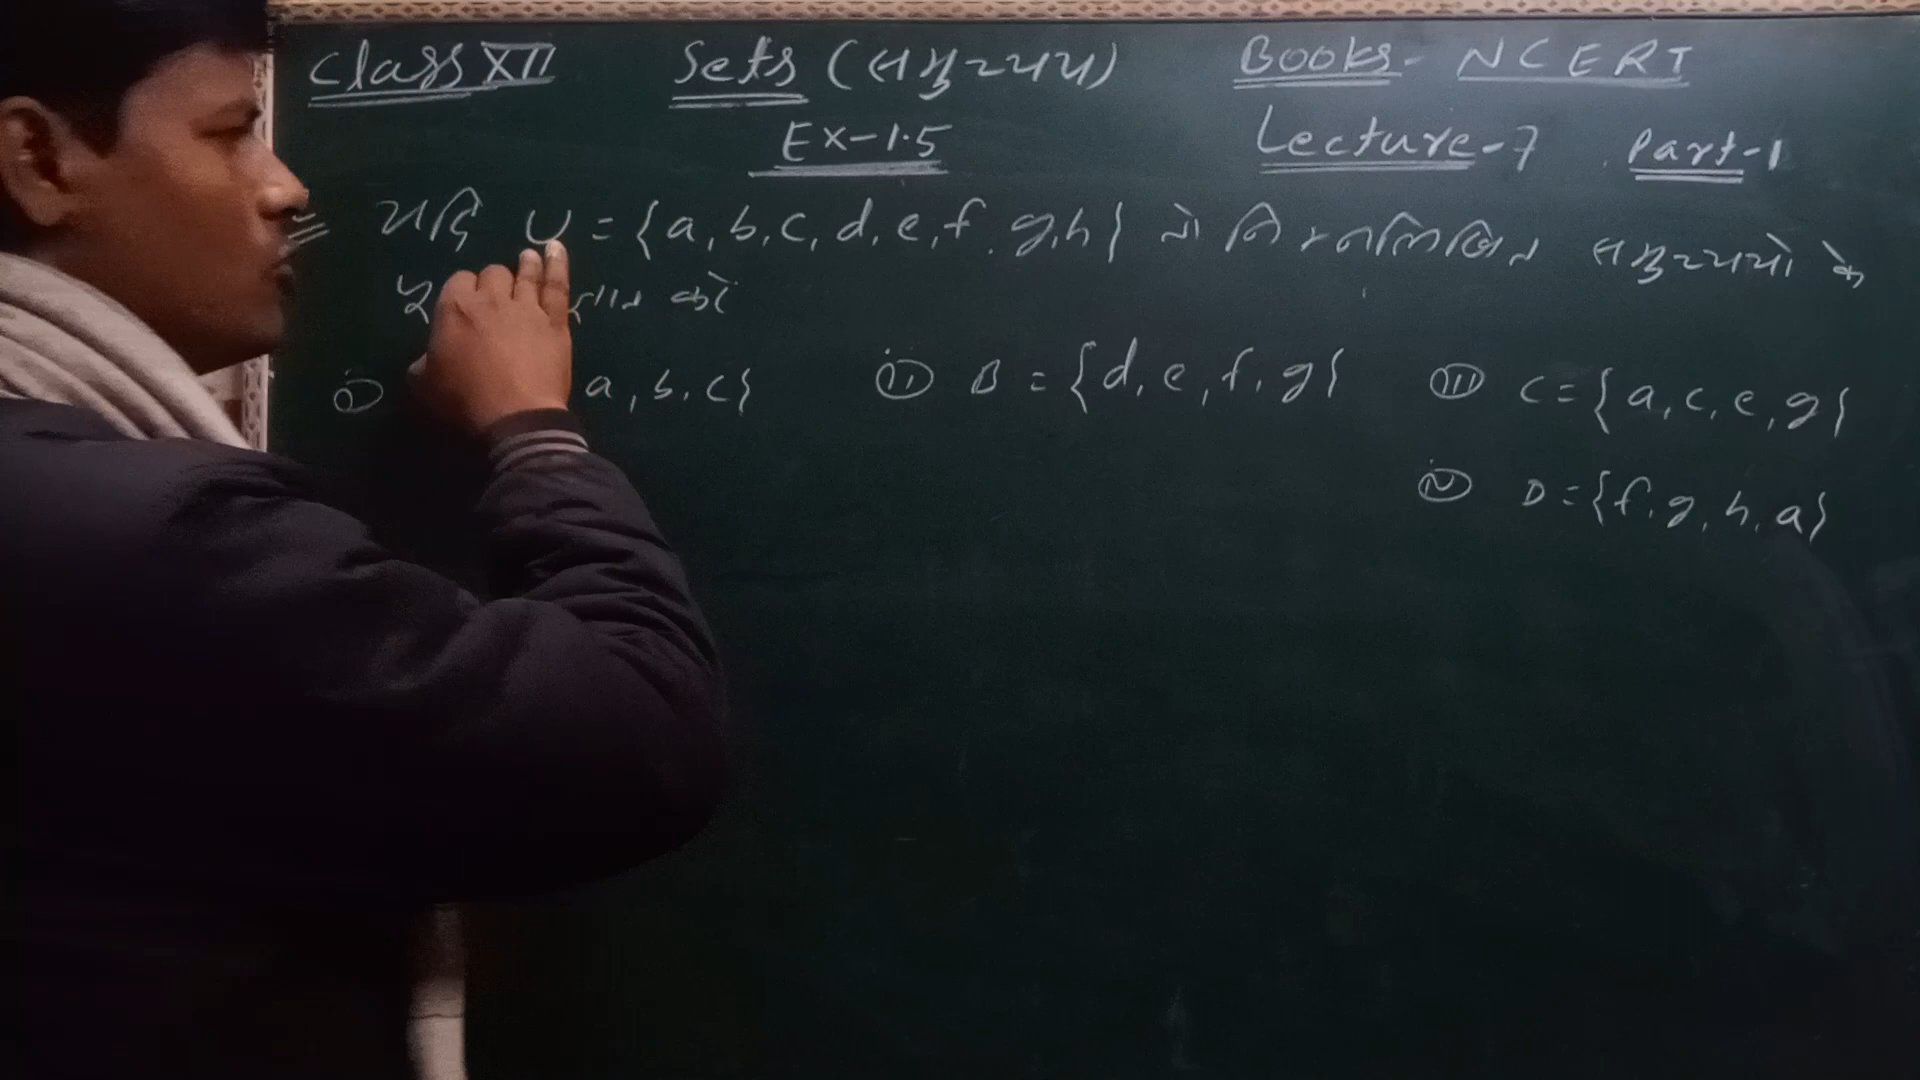 Class XII Sets (समुच्चय) Books- NCERT
Ex-1.5 Lecture-7 Part-1
यदि U = {a, b, c, d, e, f, g, h} तो निम्नलिखित समुच्चयो के
ज्ञात करें
(i) a, b, c} (ii) B = {d, e, f, g} (iii) C = {a, c, e, g}
(iv) D = {f, g, h, a}